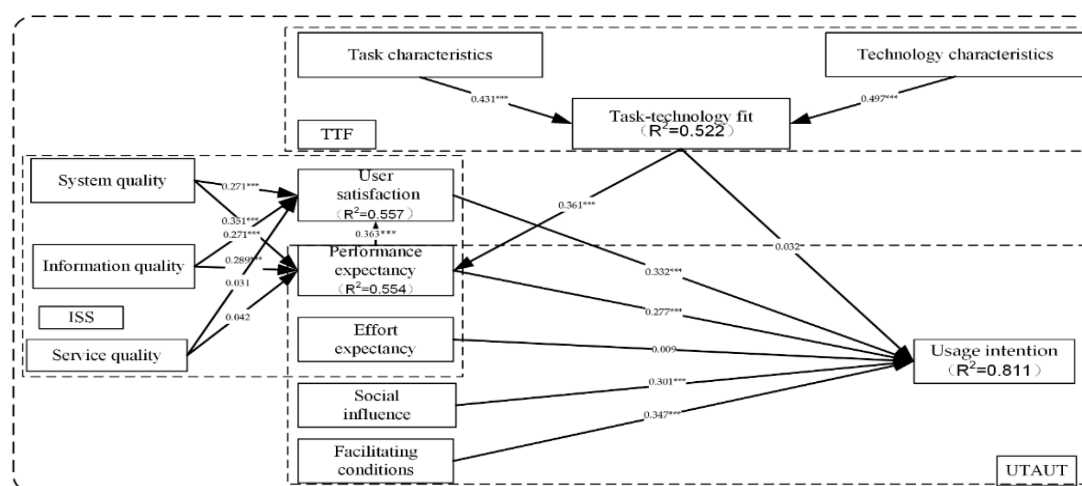 Task characteristics
Technology characteristics
0.431***
0.497***
Task-technology fit
（R²=0.522）
TTF
System quality
0.271***
User
satisfaction
（R²=0.557）
0.351***
0.271***
0.363***
0.361***
0.032
Information quality
0.289***
Performance
expectancy
（R²=0.554）
0.332***
0.031
0.277***
ISS
0.042
Service quality
Effort
expectancy
0.009
Usage intention
（R²=0.811）
Social
influence
0.301***
0.347***
Facilitating
conditions
UTAUT